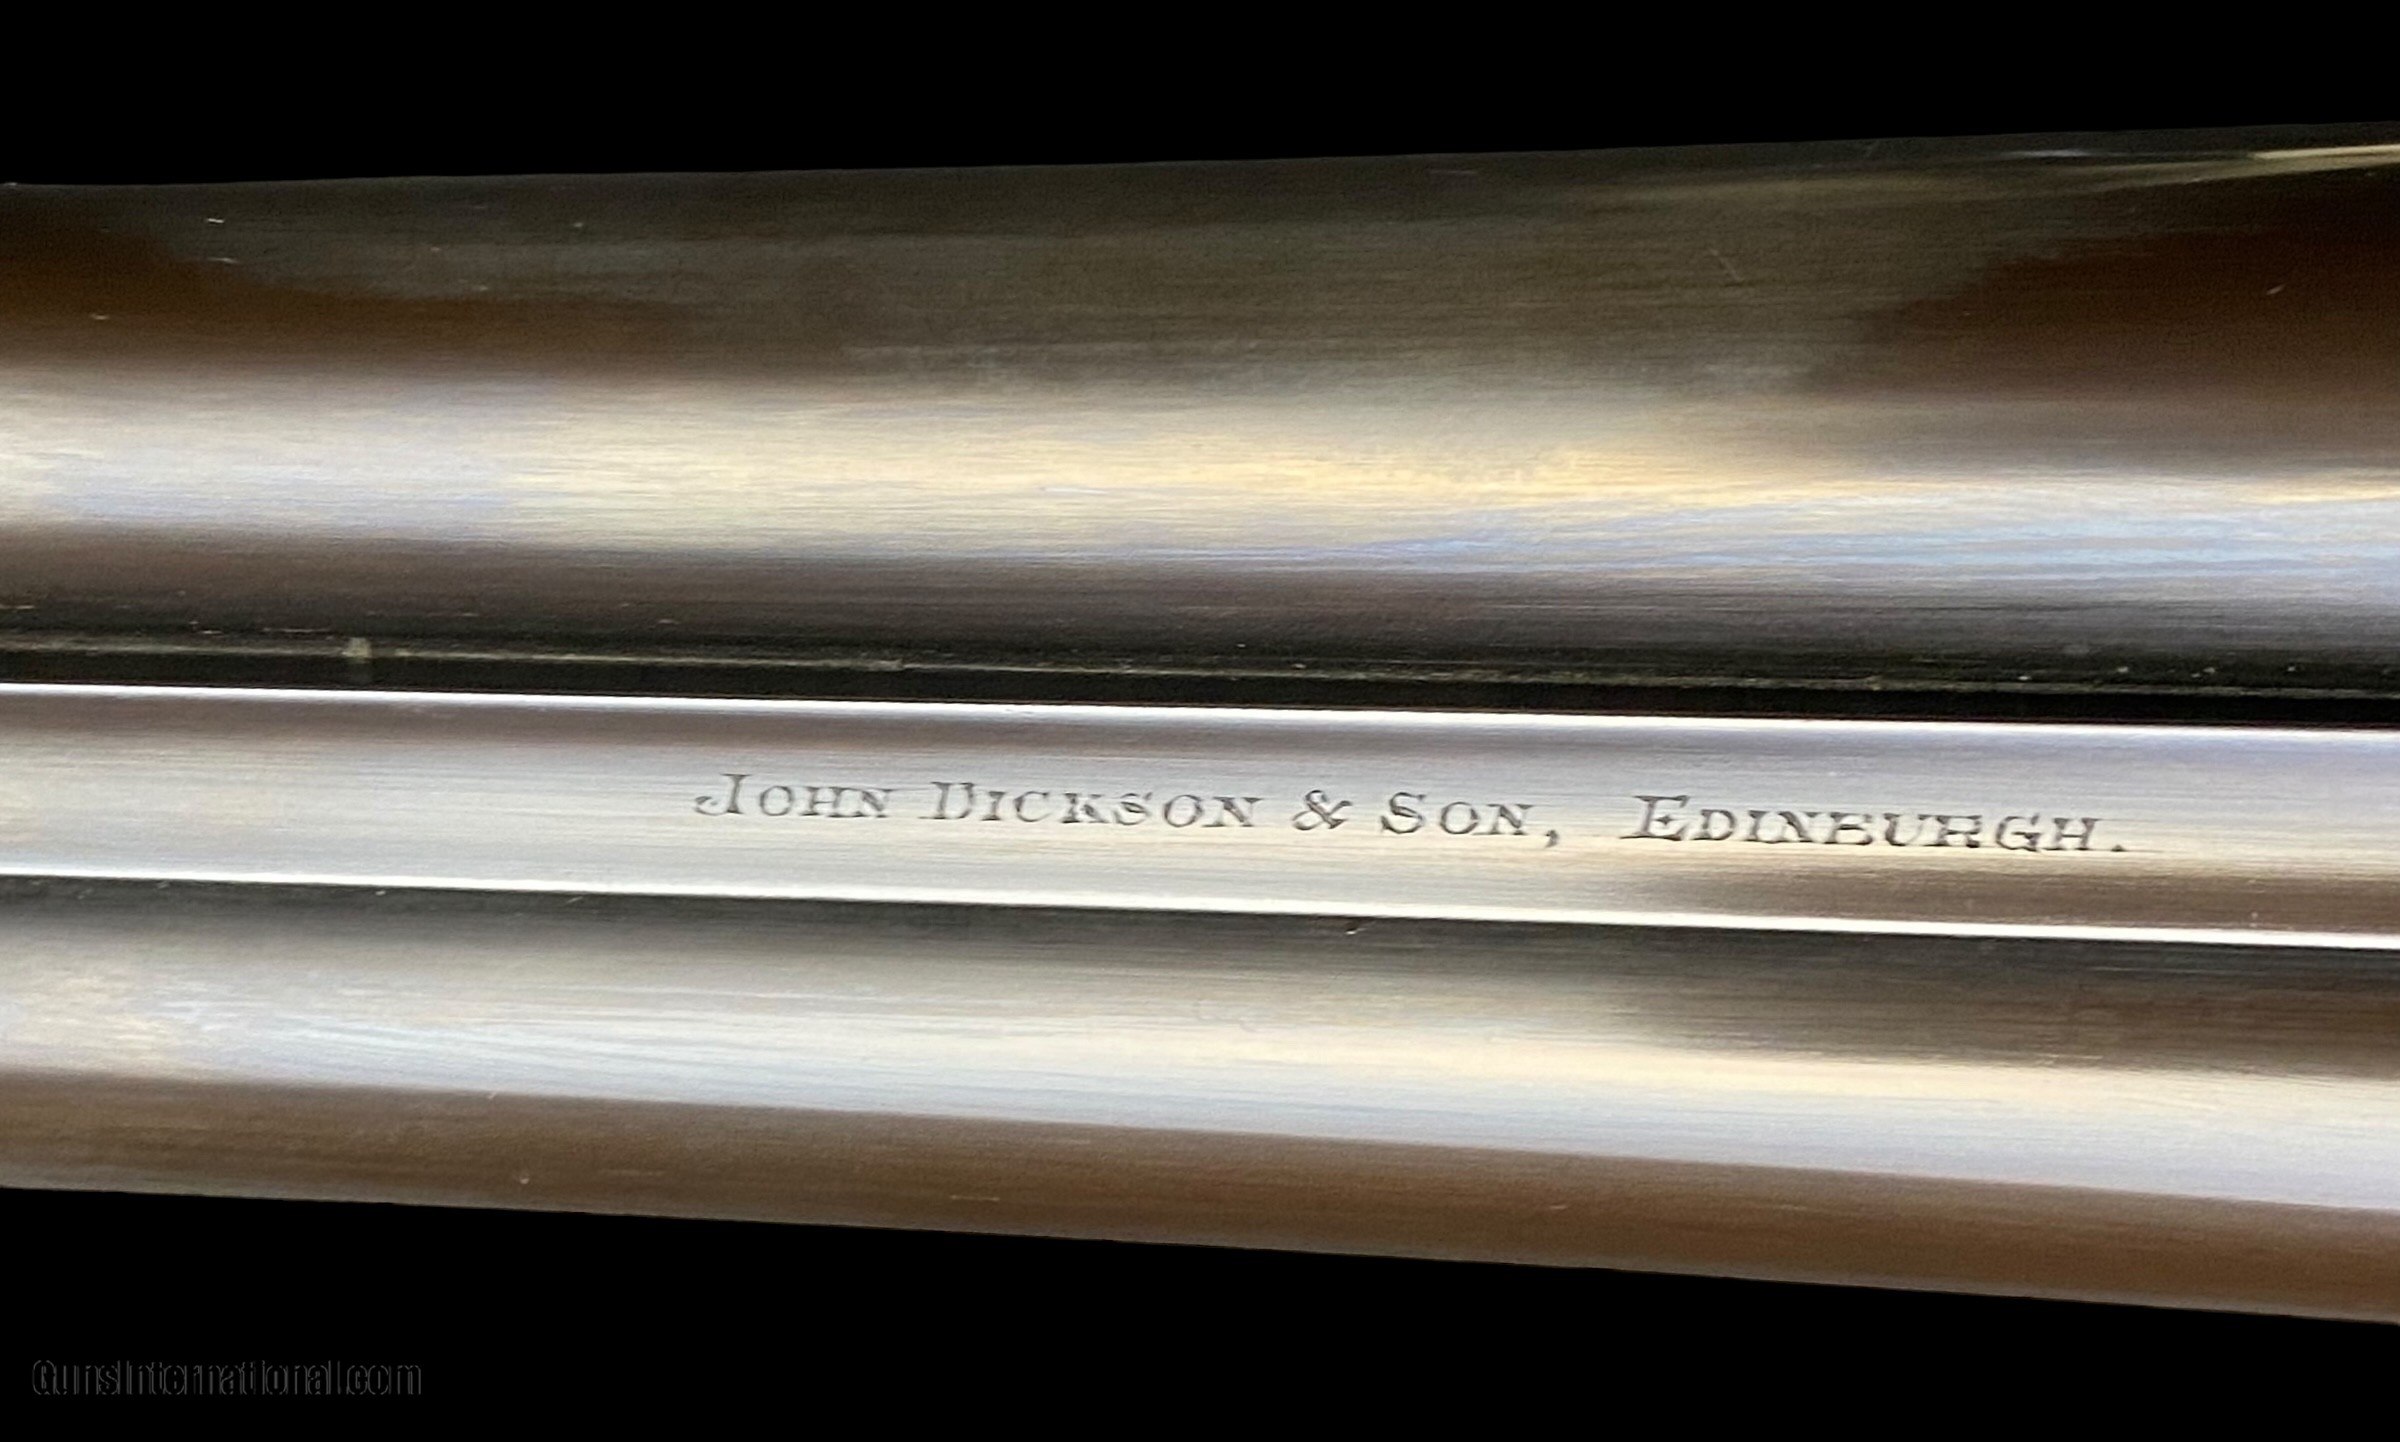 JOHN DICKSON & SON, EDINBURGH.
GunsInternational.com